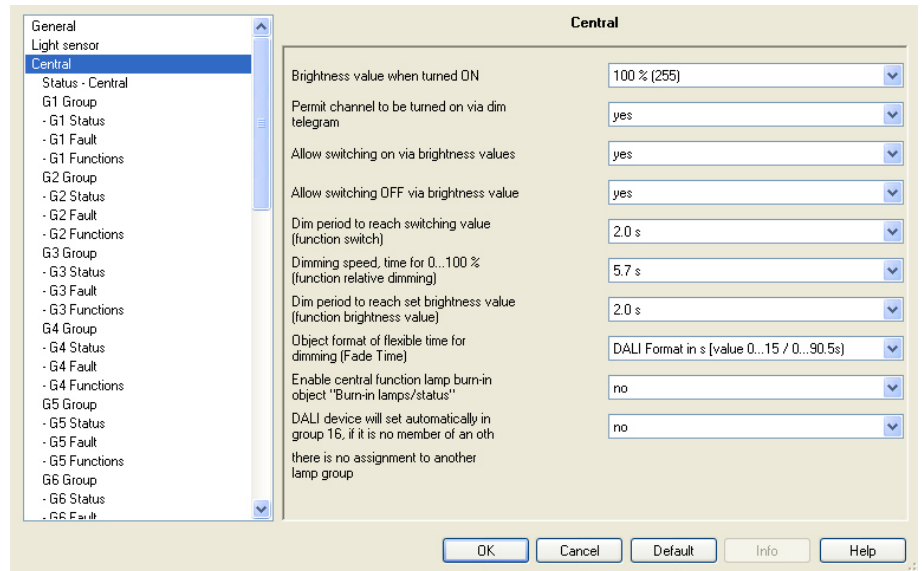 General
Light sensor
Central
Status - Central
G1 Group
- G1 Status
- G1 Fault
- G1 Functions
G2 Group
- G2 Status
- G2 Fault
- G2 Functions
G3 Group
- G3 Status
- G3 Fault
- G3 Functions
G4 Group
- G4 Status
- G4 Fault
- G4 Functions
G5 Group
- G5 Status
- G5 Fault
- G5 Functions
G6 Group
- G6 Status
- G6 Fault
Central
Brightness value when turned ON
100 % (255)
Permit channel to be turned on via dim
telegram
yes
Allow switching on via brightness values
yes
Allow switching OFF via brightness value
yes
Dim period to reach switching value
(function switch)
2.0 s
Dimming speed, time for 0...100 %
(function relative dimming)
5.7 s
Dim period to reach set brightness value
(function brightness value)
2.0 s
Object format of flexible time for
dimming (Fade Time)
DALI Format in s [value 0...15 / 0...90.5s)
Enable central function lamp burn-in
object "Burn-in lamps/status"
no
DALI device will set automatically in
group 16, if it is no member of an oth
no
there is no assignment to another
lamp group
OK
Cancel
Default
Info
Help